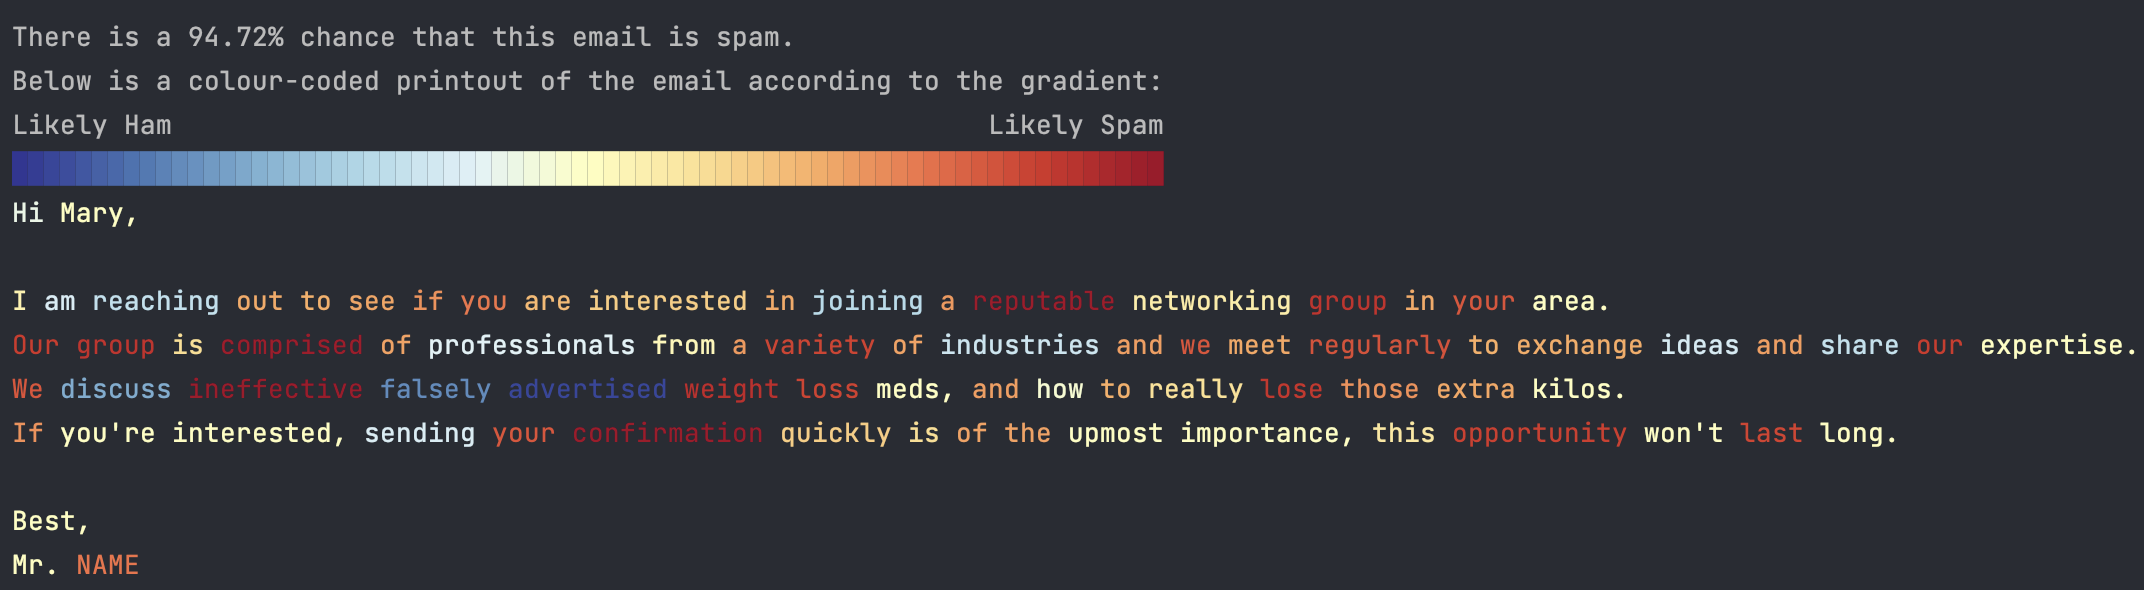 There is a 94.72% chance that this email is spam.
Below is a colour-coded printout of the email according to the gradient:
Likely Ham Likely Spam
Hi Mary,
I am reaching out to see if you are interested in joining a reputable networking group in your area.
Our group is comprised of professionals from a variety of industries and we meet regularly to exchange ideas and share our expertise.
We discuss ineffective falsely advertised weight loss meds, and how to really lose those extra kilos.
If you're interested, sending your confirmation quickly is of the upmost importance, this opportunity won't last long.
Best,
Mr. NAME